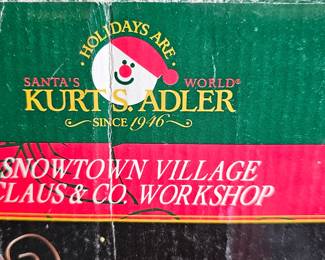 • HOLIDAYS ARE •
SANTA'S WORLD®
KURT S. ADLER
SINCE 1946
SNOWTOWN VILLAGE
CLAUS & CO. WORKSHOP